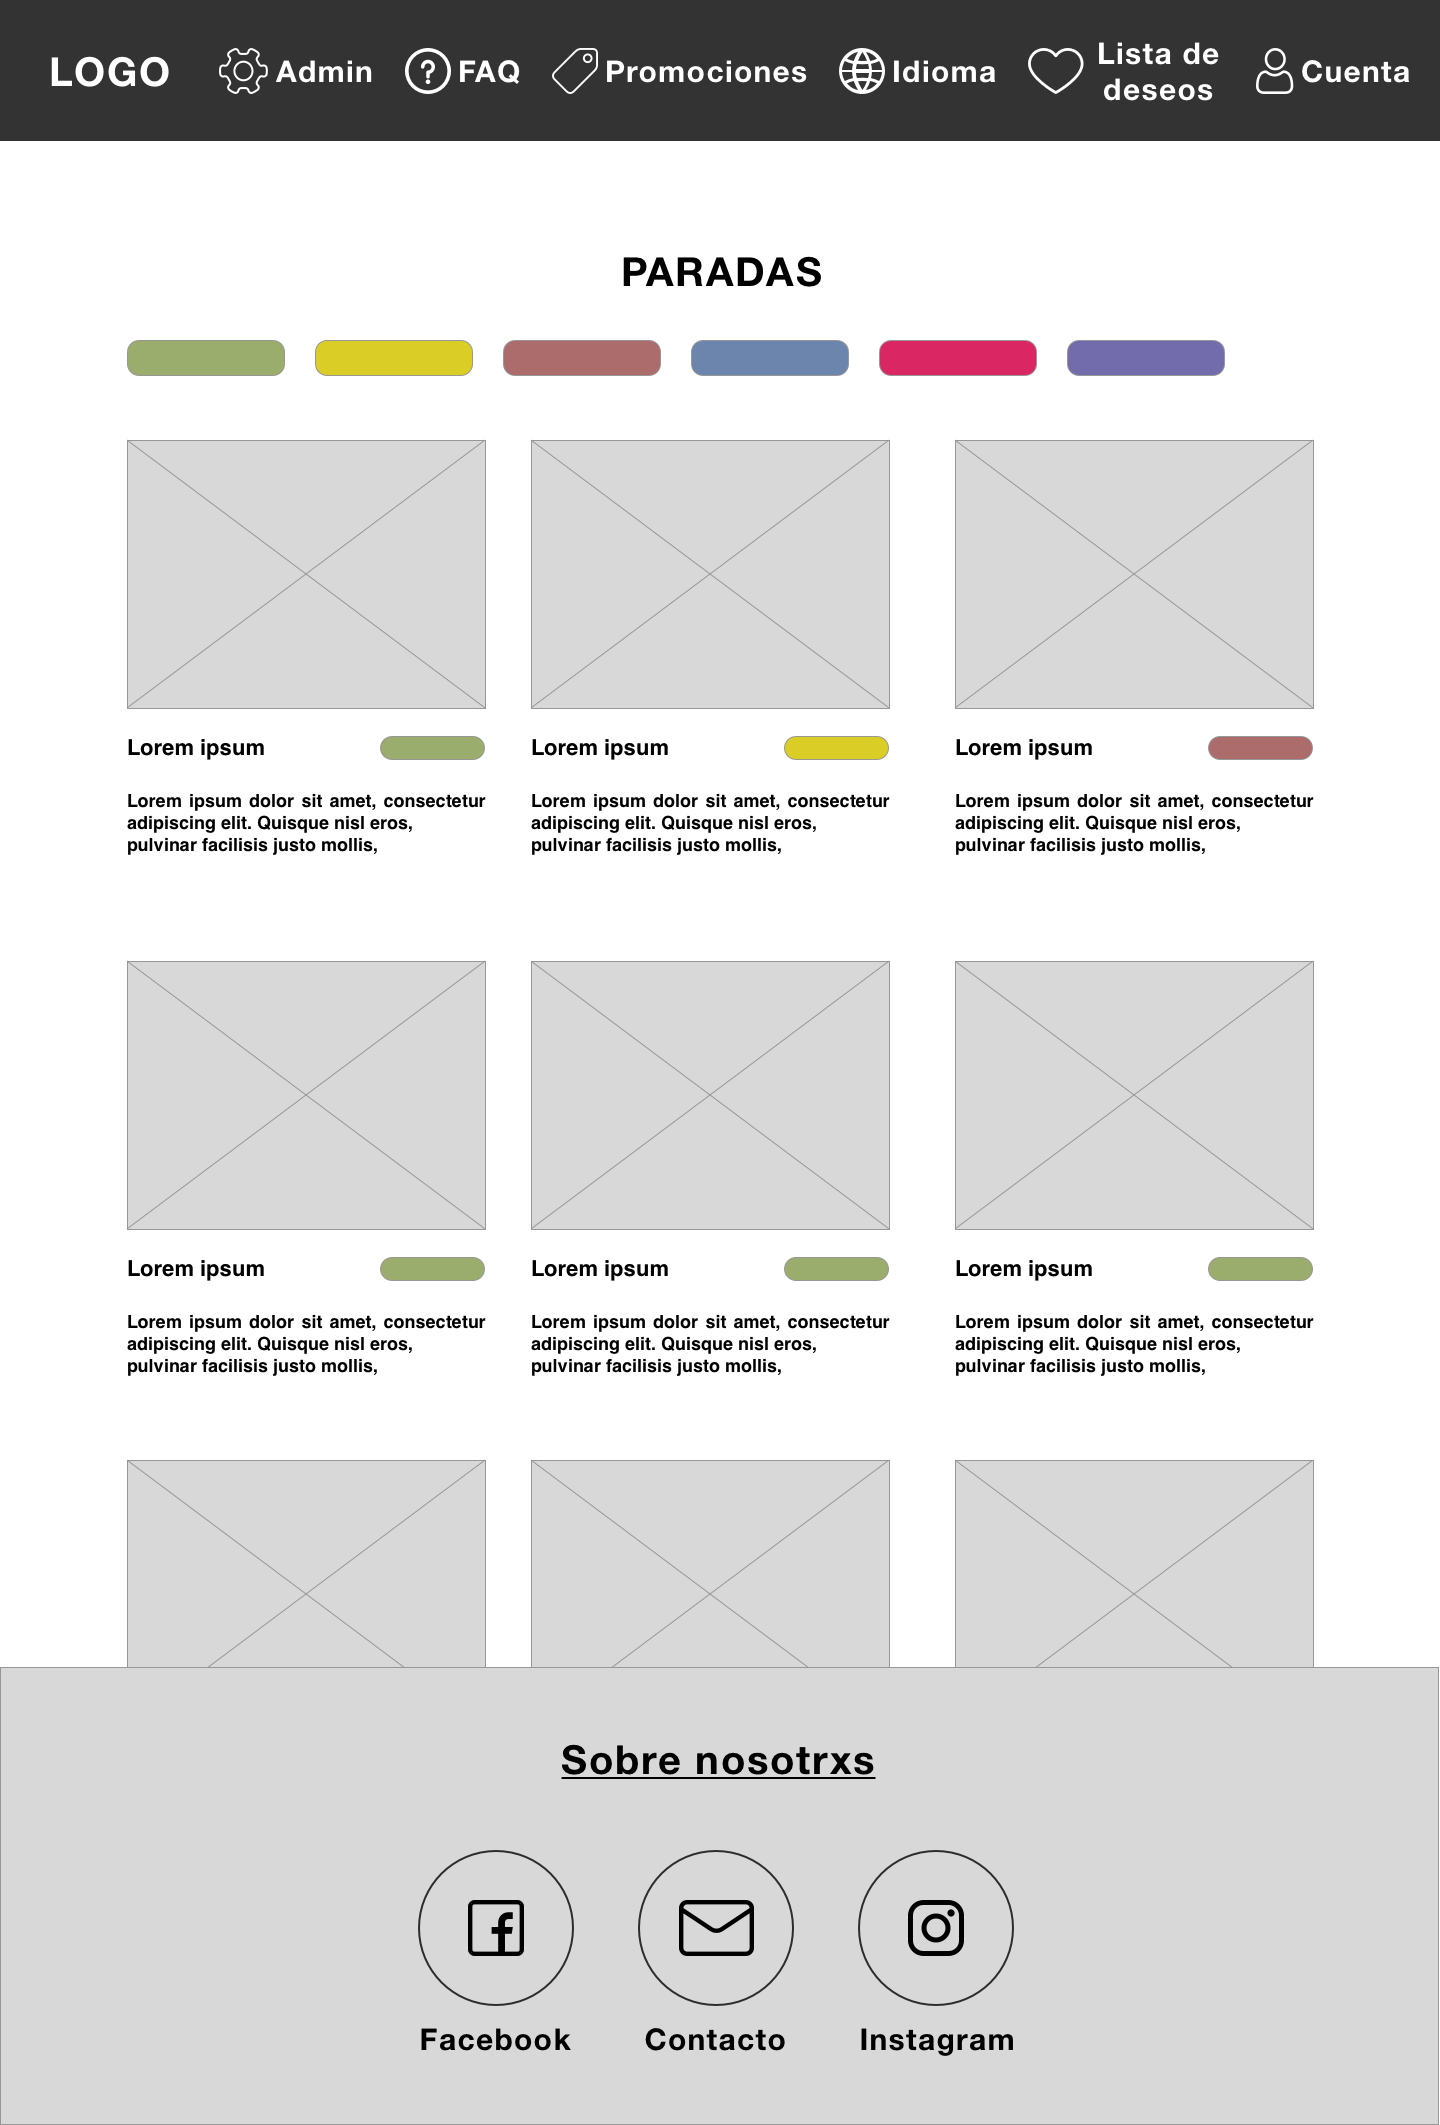 LOGO
Admin
FAQ
Promociones
Idioma
Lista de
deseos
Cuenta
PARADAS
Lorem ipsum
Lorem ipsum dolor sit amet, consectetur
adipiscing elit. Quisque nisl eros,
pulvinar facilisis justo mollis,
Lorem ipsum
Lorem ipsum dolor sit amet, consectetur
adipiscing elit. Quisque nisl eros,
pulvinar facilisis justo mollis,
Lorem ipsum
Lorem ipsum dolor sit amet, consectetur
adipiscing elit. Quisque nisl eros,
pulvinar facilisis justo mollis,
Lorem ipsum
Lorem ipsum dolor sit amet, consectetur
adipiscing elit. Quisque nisl eros,
pulvinar facilisis justo mollis,
Lorem ipsum
Lorem ipsum dolor sit amet, consectetur
adipiscing elit. Quisque nisl eros,
pulvinar facilisis justo mollis,
Lorem ipsum
Lorem ipsum dolor sit amet, consectetur
adipiscing elit. Quisque nisl eros,
pulvinar facilisis justo mollis,
Sobre nosotrxs
Facebook
Contacto
Instagram